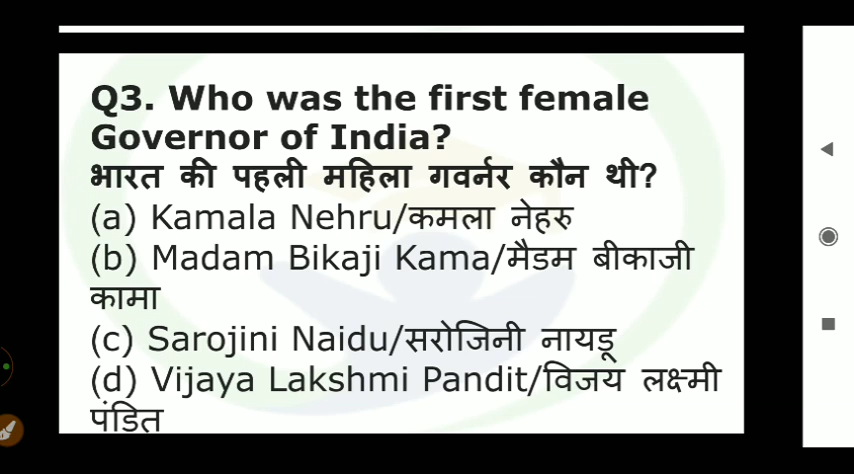 Q3. Who was the first female
Governor of India?
भारत की पहली महिला गवर्नर कौन थी?
(a) Kamala Nehru/कमला नेहरु
(b) Madam Bikaji Kama/मैडम बीकाजी
कामा
(c) Sarojini Naidu/सरोजिनी नायडू
(d) Vijaya Lakshmi Pandit/विजय लक्ष्मी
पंडित